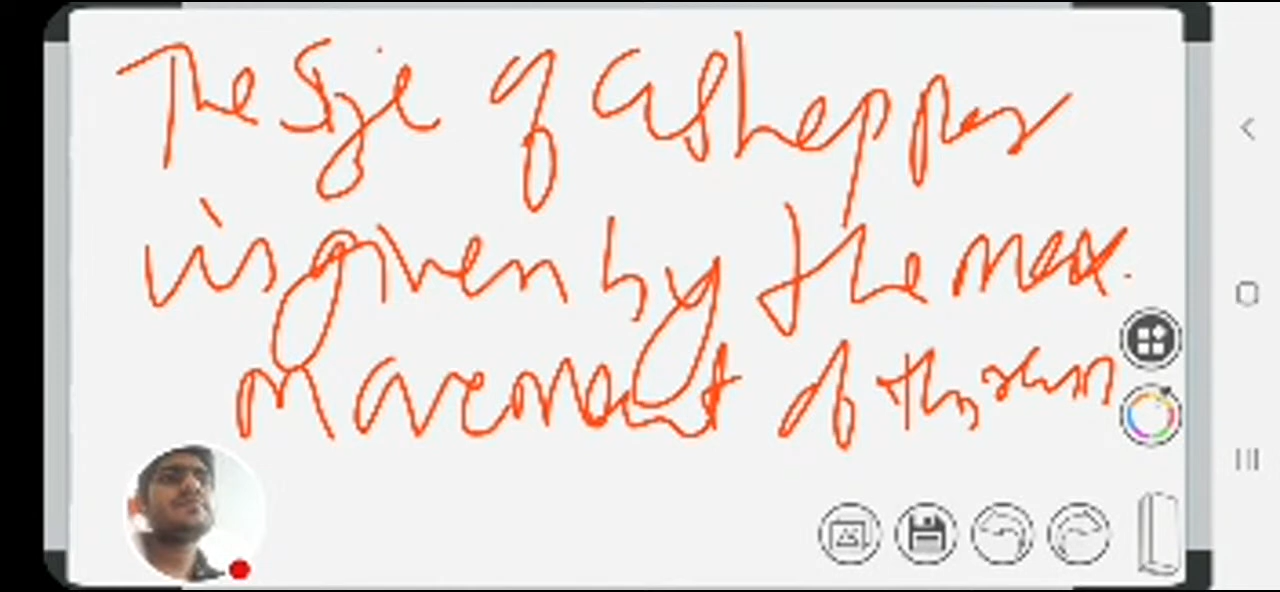 The size of a shaper
is given by the max.
movement of the ram